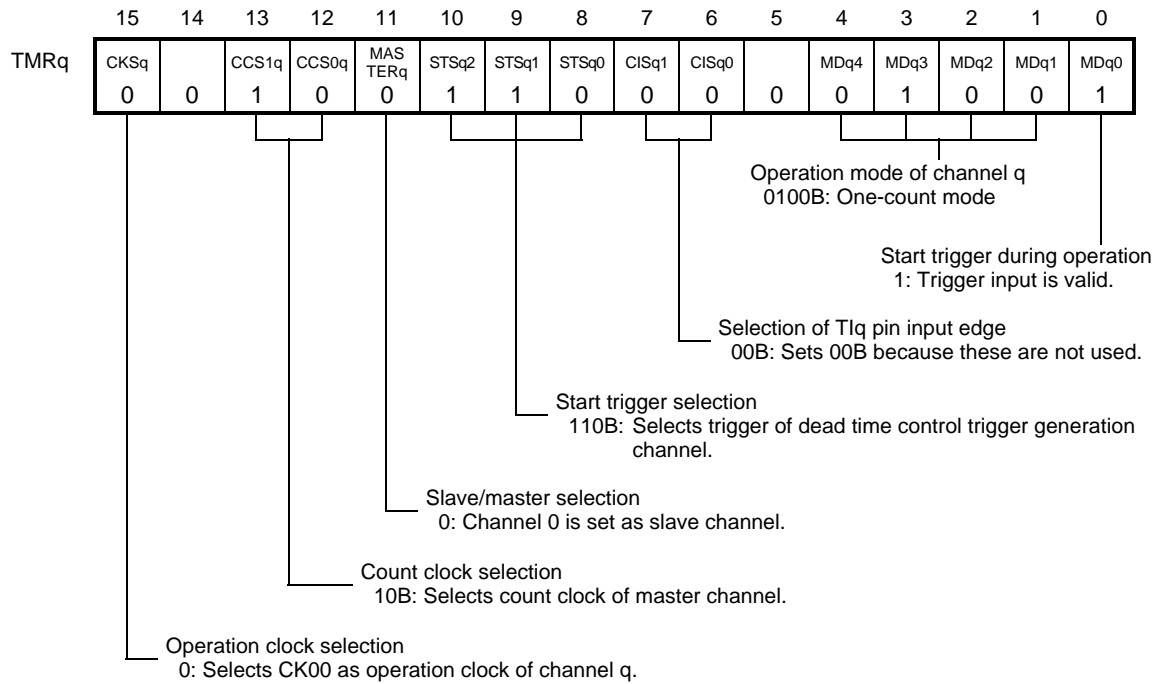 15 14 13 12 11 10 9 8 7 6 5 4 3 2 1 0
TMRq CKSq CCS1q CCS0q MAS TERq STSq2 STSq1 STSq0 CISq1 CISq0 MDq4 MDq3 MDq2 MDq1 MDq0
0 0 1 0 0 1 1 0 0 0 0 0 1 0 0 1
Operation mode of channel q
0100B: One-count mode
Start trigger during operation
1: Trigger input is valid.
Selection of TIq pin input edge
00B: Sets 00B because these are not used.
Start trigger selection
110B: Selects trigger of dead time control trigger generation
channel.
Slave/master selection
0: Channel 0 is set as slave channel.
Count clock selection
10B: Selects count clock of master channel.
Operation clock selection
0: Selects CK00 as operation clock of channel q.